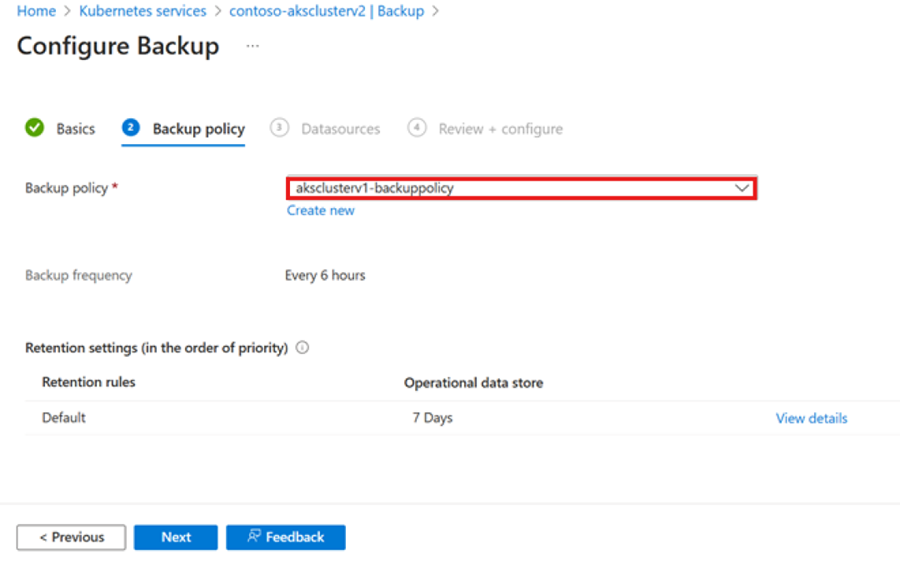 Home > Kubernetes services > contoso-aksclusterv2 | Backup >
Configure Backup ...
Basics 2 Backup policy 3 Datasources 4 Review + configure
Backup policy * aksclusterv1-backuppolicy
Create new
Backup frequency Every 6 hours
Retention settings (in the order of priority)
Retention rules Operational data store
Default 7 Days View details
< Previous Next Feedback